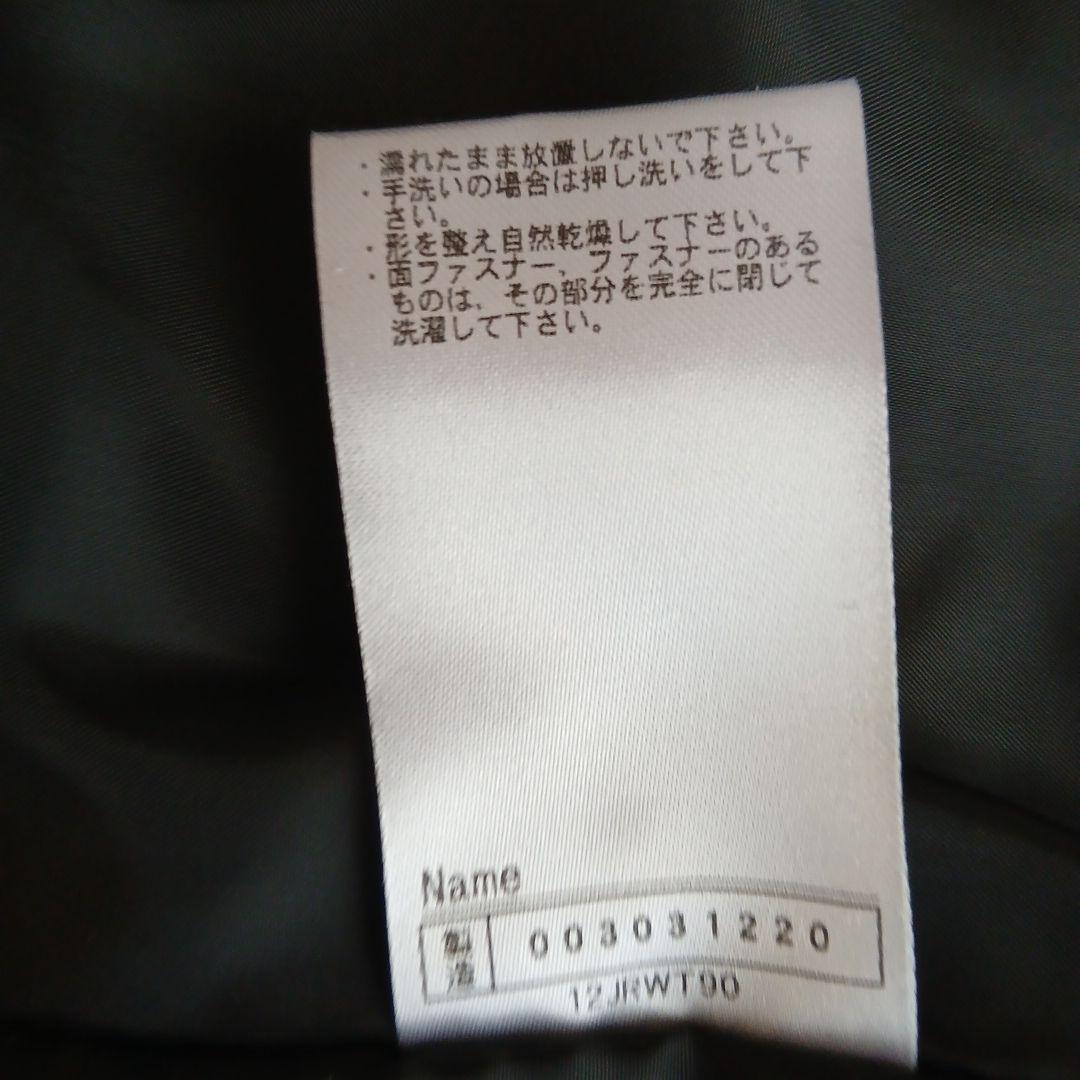 ・濡れたまま放置しないで下さい。
・手洗いの場合は押し洗いをして下
さい。
・形を整え自然乾燥して下さい。
・面ファスナー、ファスナーのある
ものは、その部分を完全に閉じて
洗濯して下さい。
Name
製造 003031220
12JRWT90